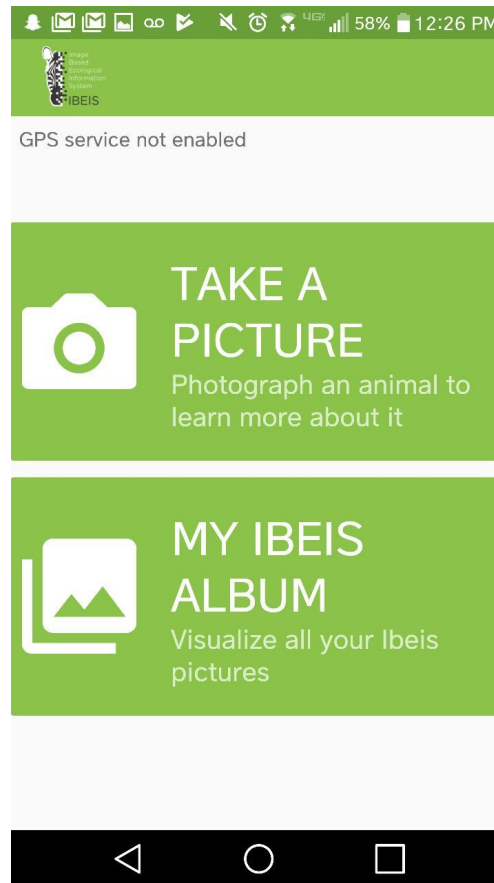 4GE 58% 12:26 PM
Image
Based
Ecological
Information
System
IBEIS
GPS service not enabled
TAKE A
PICTURE
Photograph an animal to
learn more about it
MY IBEIS
ALBUM
Visualize all your Ibeis
pictures